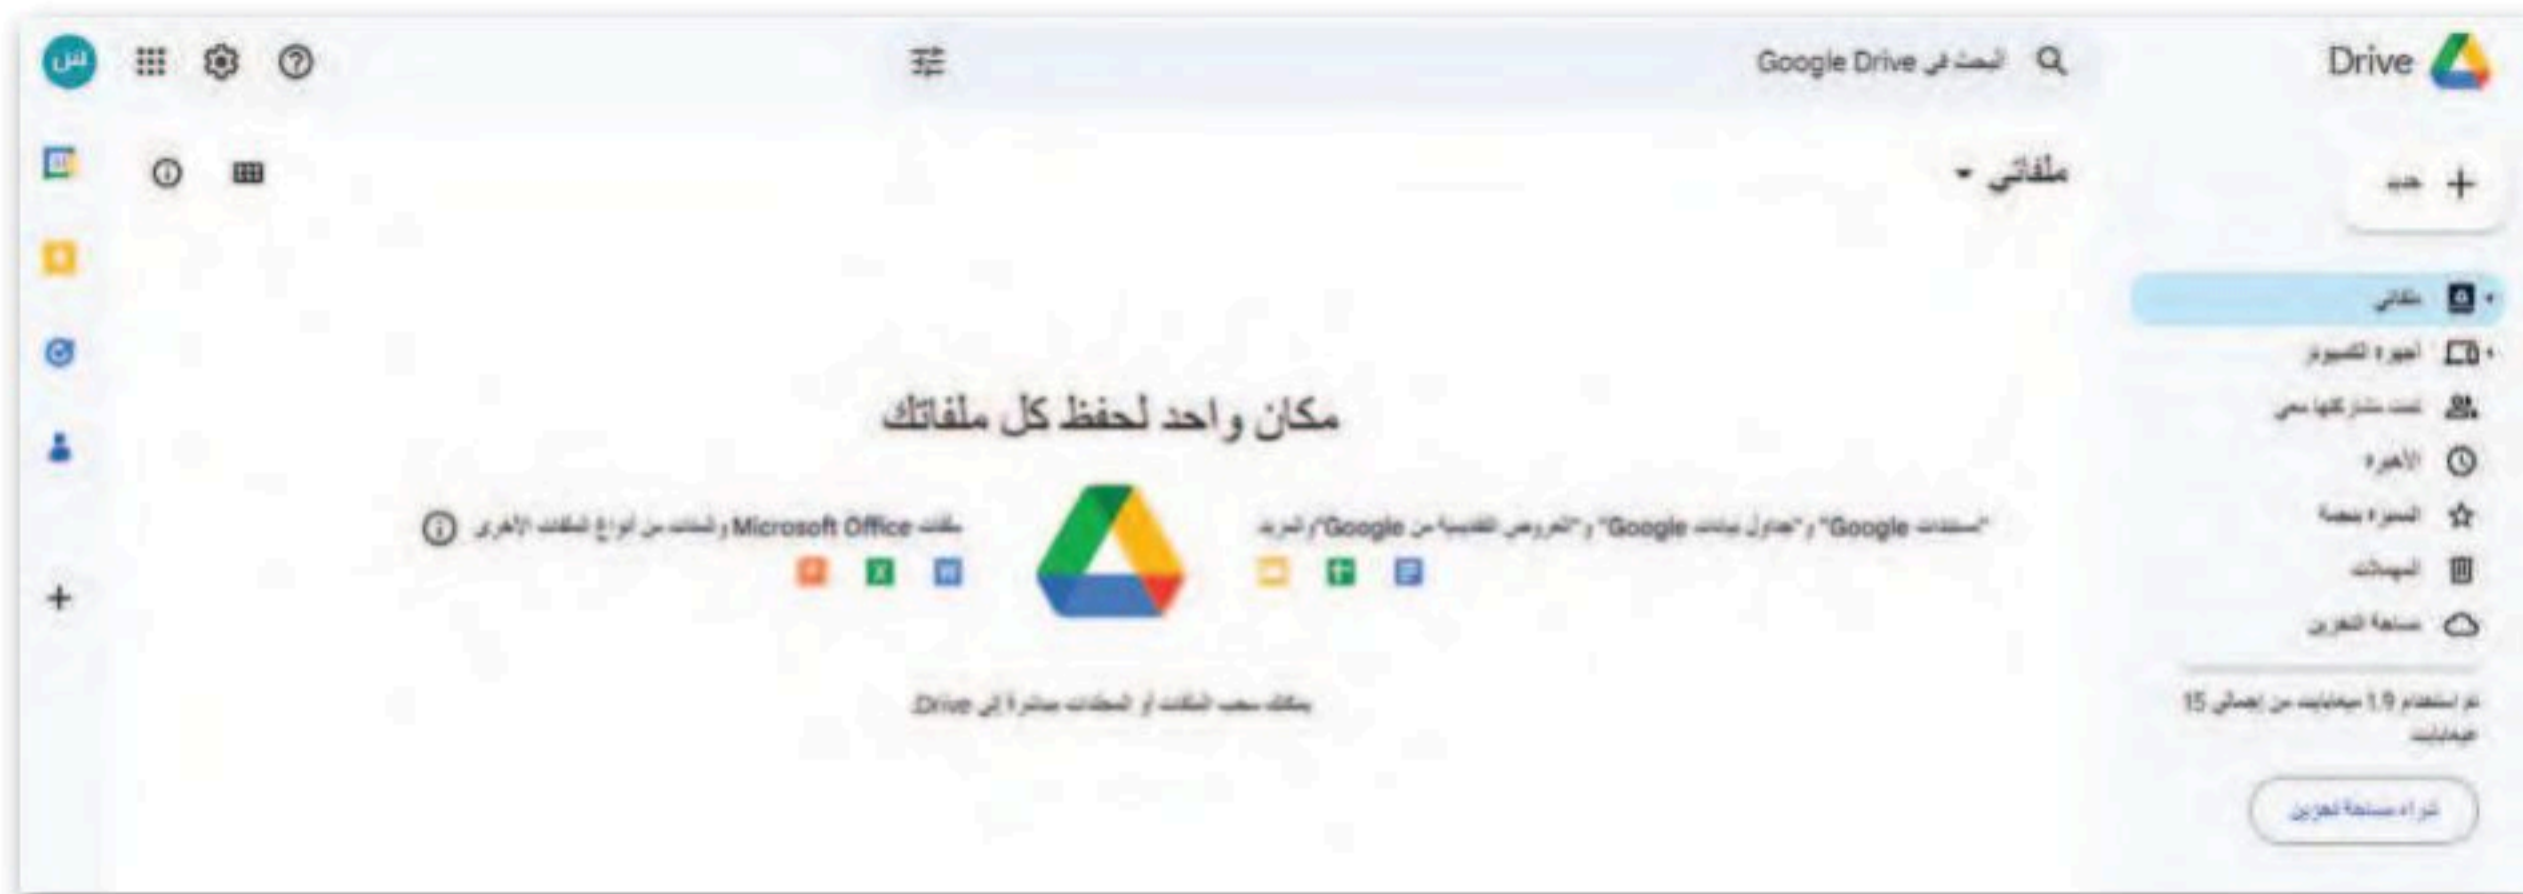 Drive
البحث في Google Drive
جديد
ملفاتي
ملفاتي
أجهزة الكمبيوتر
تمت مشاركتها معي
الأخيرة
المميزة بنجمة
المهملات
مساحة التخزين
تم استخدام 1.9 ميغابايت من إجمالي 15
غيغابايت
شراء مساحة تخزين
مكان واحد لحفظ كل ملفاتك
"مستندات Google" و"جداول بيانات Google" و"العروض التقديمية من Google" والمزيد
ملفات Microsoft Office والمئات من أنواع الملفات الأخرى
W
X
P
يمكنك سحب الملفات أو المجلدات مباشرة إلى Drive.